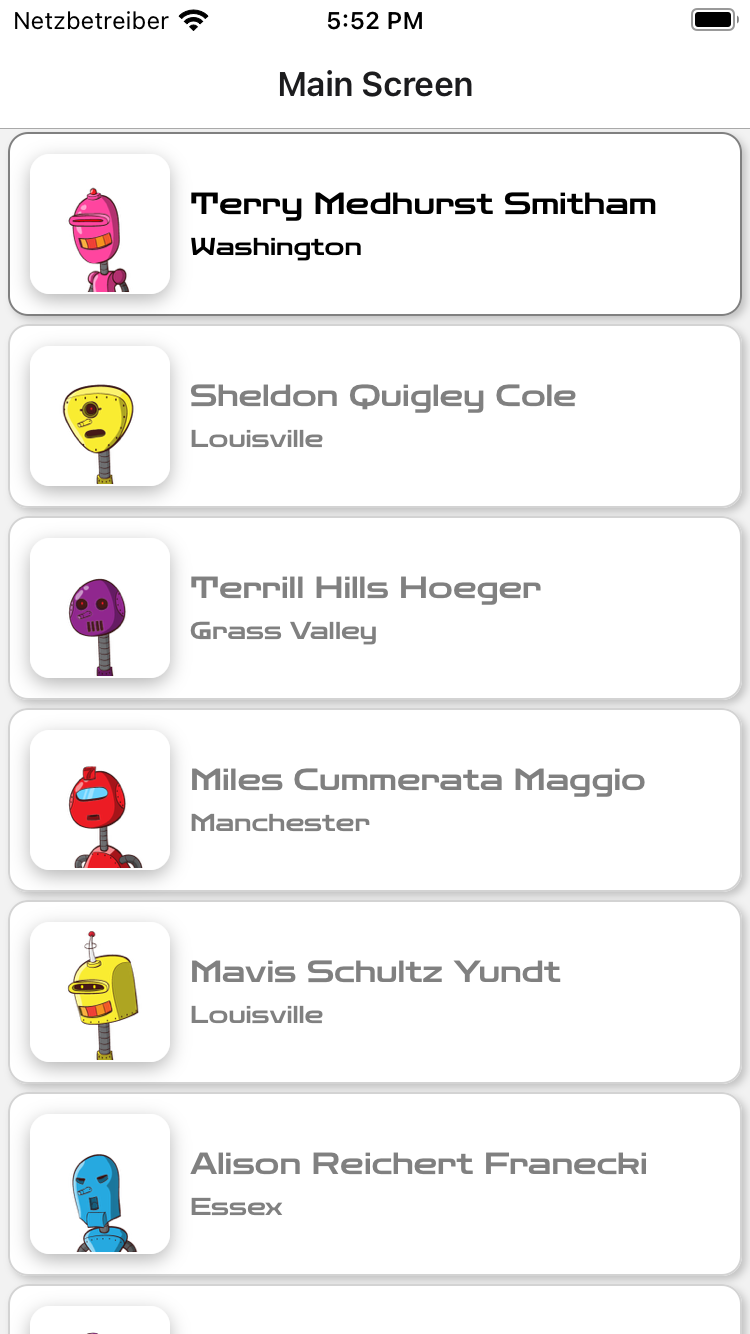 Netzbetreiber 5:52 PM
Main Screen
Terry Medhurst Smitham
Washington
Sheldon Quigley Cole
Louisville
Terrill Hills Hoeger
Grass Valley
Miles Cummerata Maggio
Manchester
Mavis Schultz Yundt
Louisville
Alison Reichert Franecki
Essex